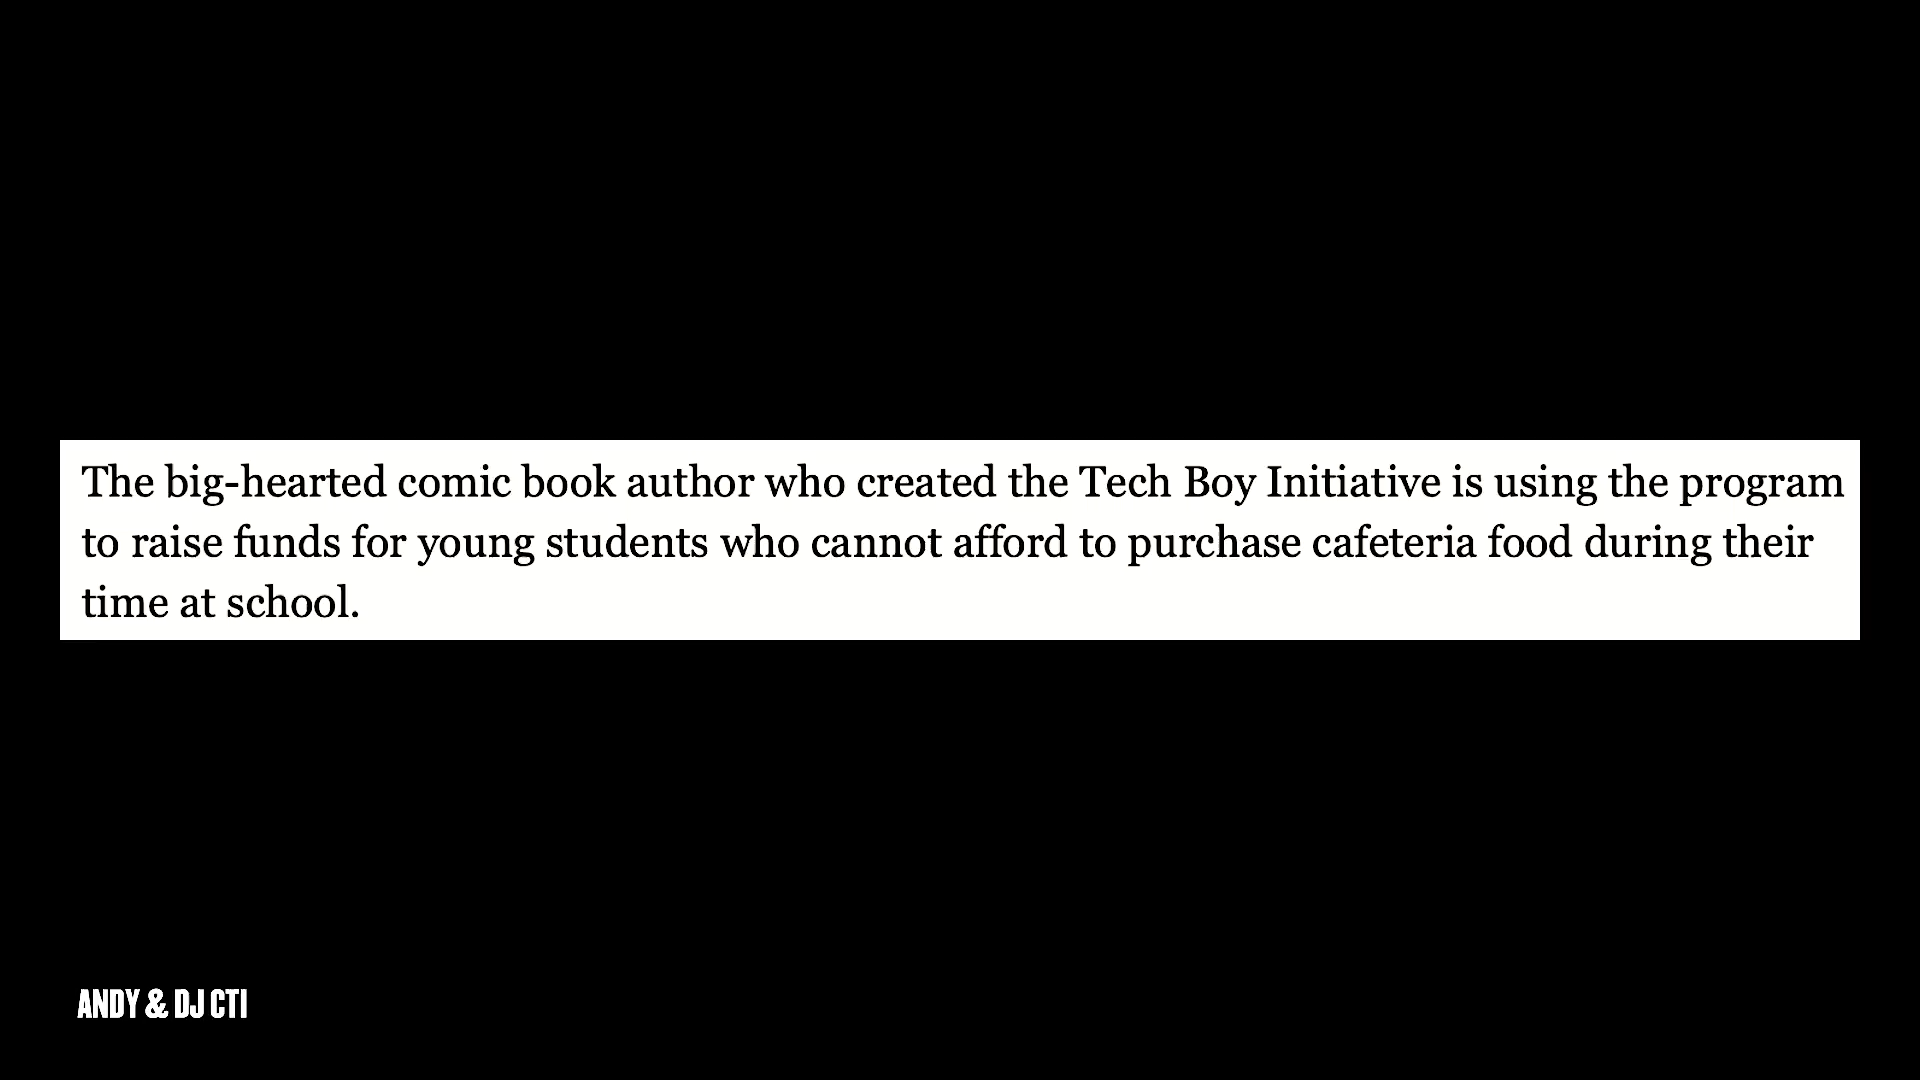 The big-hearted comic book author who created the Tech Boy Initiative is using the program
to raise funds for young students who cannot afford to purchase cafeteria food during their
time at school.
ANDY & DJ CTI